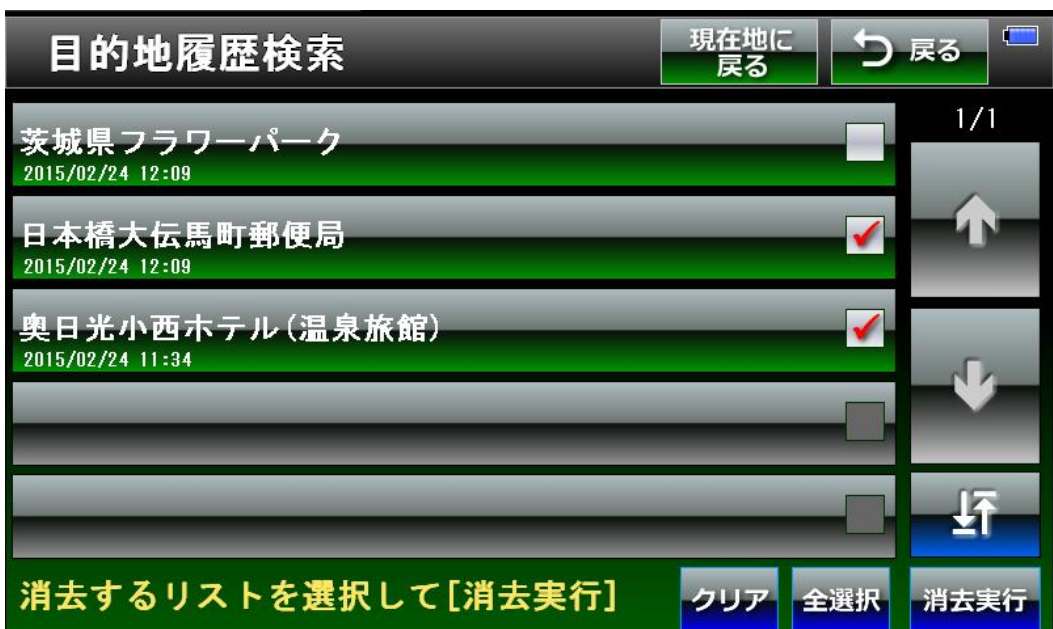 目的地履歴検索
現在地に
戻る
戻る
1/1
茨城県フラワーパーク
2015/02/24 12:09
日本橋大伝馬町郵便局
2015/02/24 12:09
奥日光小西ホテル(温泉旅館)
2015/02/24 11:34
消去するリストを選択して[消去実行]
クリア
全選択
消去実行